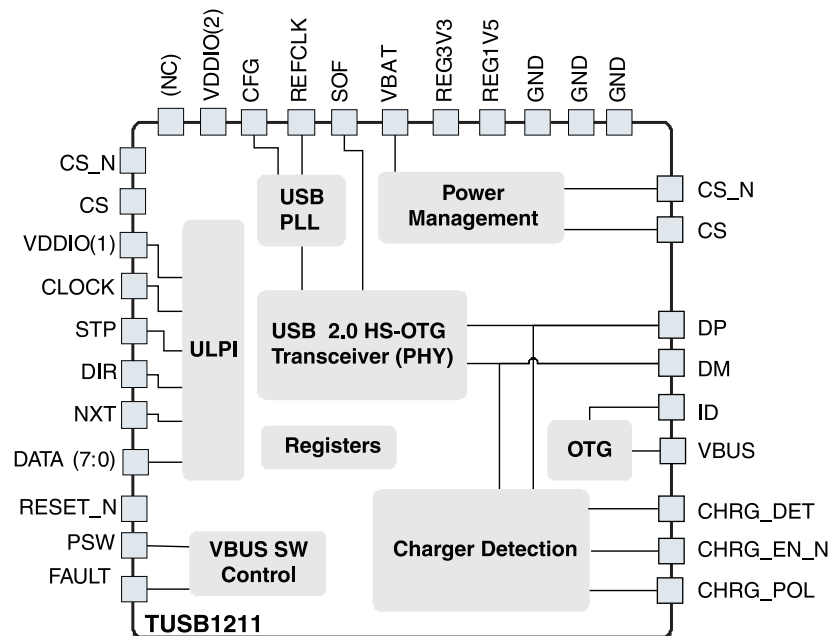 (NC)
VDDIO(2)
CFG
REFCLK
SOF
VBAT
REG3V3
REG1V5
GND
GND
GND
CS_N
CS
VDDIO(1)
CLOCK
STP
DIR
NXT
DATA (7:0)
RESET_N
PSW
FAULT
ULPI
USB
PLL
Power
Management
USB 2.0 HS-OTG
Transceiver (PHY)
Registers
OTG
VBUS SW
Control
Charger Detection
CS_N
CS
DP
DM
ID
VBUS
CHRG_DET
CHRG_EN_N
CHRG_POL
TUSB1211